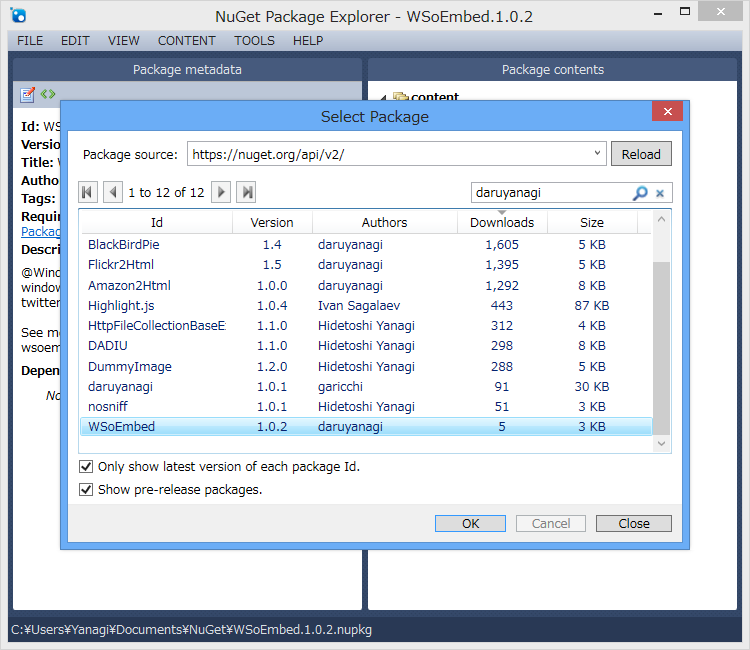 NuGet Package Explorer - WSoEmbed.1.0.2
FILE EDIT VIEW CONTENT TOOLS HELP
Package metadata
Package contents
content
Id: WS
Versio
Title:
Autho
Tags:
Requir
Packag
Descri
@Wind
window
twitter
See m
wsoem
Depen
No
Select Package
Package source: https://nuget.org/api/v2/ Reload
1 to 12 of 12 daruyanagi
Id Version Authors Downloads Size
BlackBirdPie 1.4 daruyanagi 1,605 5 KB
Flickr2Html 1.5 daruyanagi 1,395 5 KB
Amazon2Html 1.0.0 daruyanagi 1,292 8 KB
Highlight.js 1.0.4 Ivan Sagalaev 443 87 KB
HttpFileCollectionBaseE 1.1.0 Hidetoshi Yanagi 312 4 KB
DADIU 1.1.0 Hidetoshi Yanagi 298 8 KB
DummyImage 1.2.0 Hidetoshi Yanagi 288 5 KB
daruyanagi 1.0.1 garicchi 91 30 KB
nosniff 1.0.1 Hidetoshi Yanagi 51 3 KB
WSoEmbed 1.0.2 daruyanagi 5 3 KB
Only show latest version of each package Id.
Show pre-release packages.
OK Cancel Close
C:¥Users¥Yanagi¥Documents¥NuGet¥WSoEmbed.1.0.2.nupkg